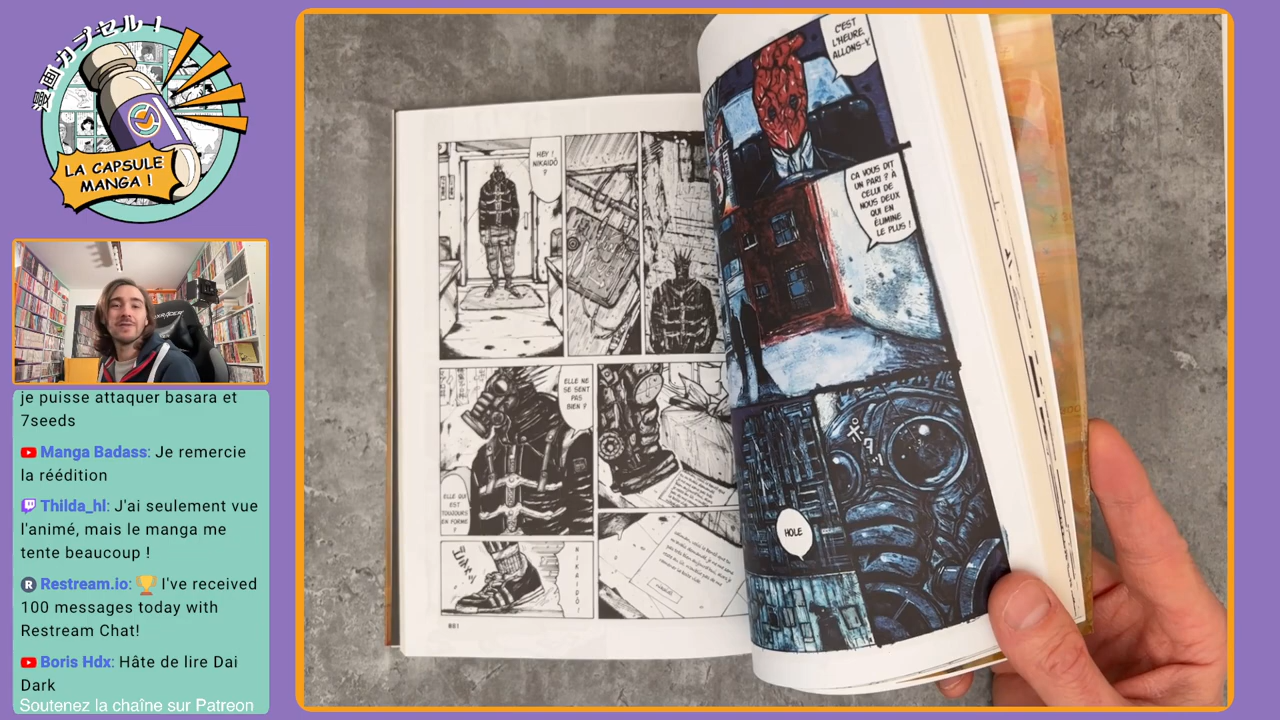 漫画カプセル！
LA CAPSULE
MANGA !
je puisse attaquer basara et
7seeds
Manga Badass: Je remercie
la réédition
Thilda_hl: J'ai seulement vue
l'animé, mais le manga me
tente beaucoup !
R Restream.io: 🏆 I've received
100 messages today with
Restream Chat!
Boris Hdx: Hâte de lire Dai
Dark
Soutenez la chaîne sur Patreon
HEY !
NIKAIDÔ
?
ELLE NE
SE SENT
PAS
BIEN ?
ELLE QUI
EST
TOUJOURS
EN FORME
?
NIKAIDÔ!
C'EST
L'HEURE,
ALLONS-Y.
ÇA VOUS DIT
UN PARI ? À
CELUI DE
NOUS DEUX
QUI EN
ÉLIMINE
LE PLUS !
HOLE